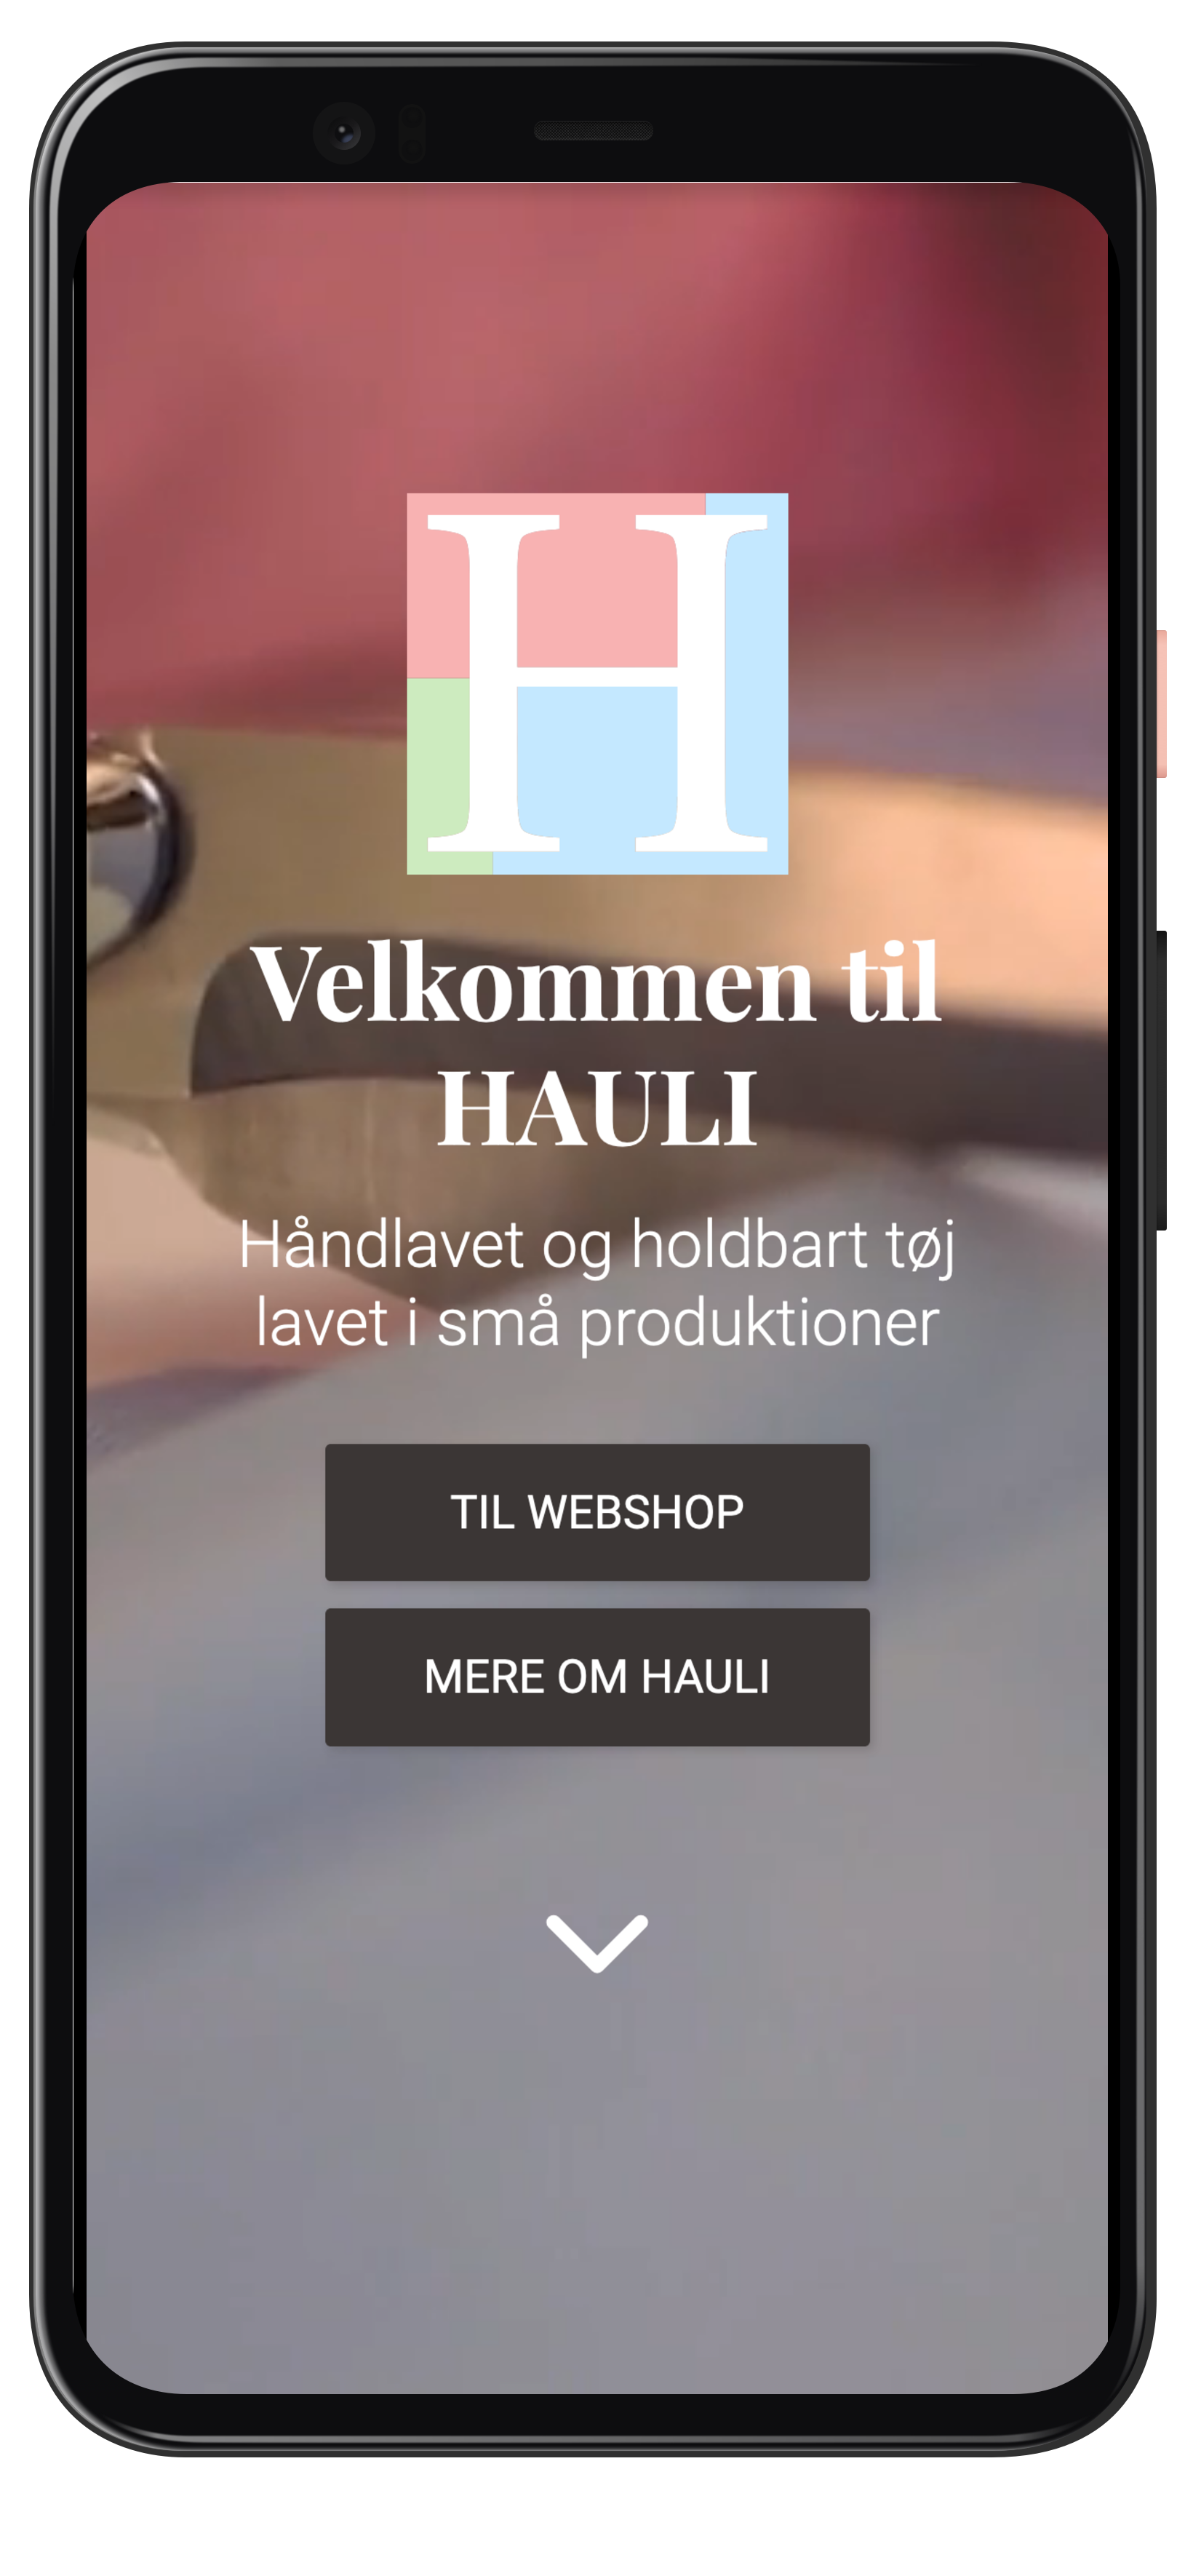 H
Velkommen til
HAULI
Håndlavet og holdbart tøj
lavet i små produktioner
TIL WEBSHOP
MERE OM HAULI